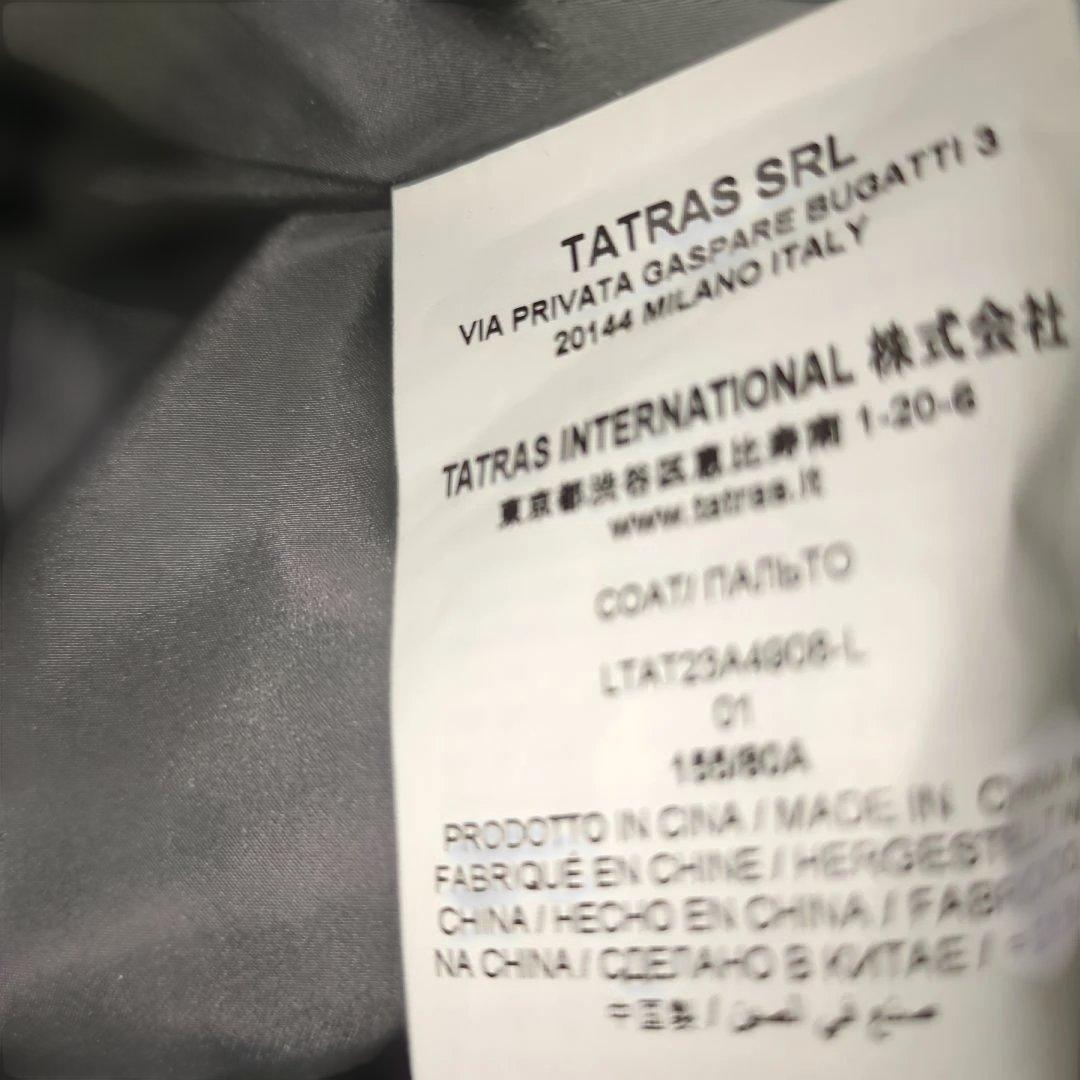 TATRAS SRL
VIA PRIVATA GASPARE BUGATTI 3
20144 MILANO ITALY
TATRAS INTERNATIONAL 株式会社
東京都渋谷区恵比寿南 1-20-6
www.tatras.it
COAT/ ПАЛЬТО
LTAT23A4908-L
01
155/80A
PRODOTTO IN CINA / MADE IN CHINA
FABRIQUÉ EN CHINE / HERGESTELLT IN
CHINA / HECHO EN CHINA /
NA CHINA / СДЕЛАНО В КИТАЕ /
中国製 / صنع في الصين